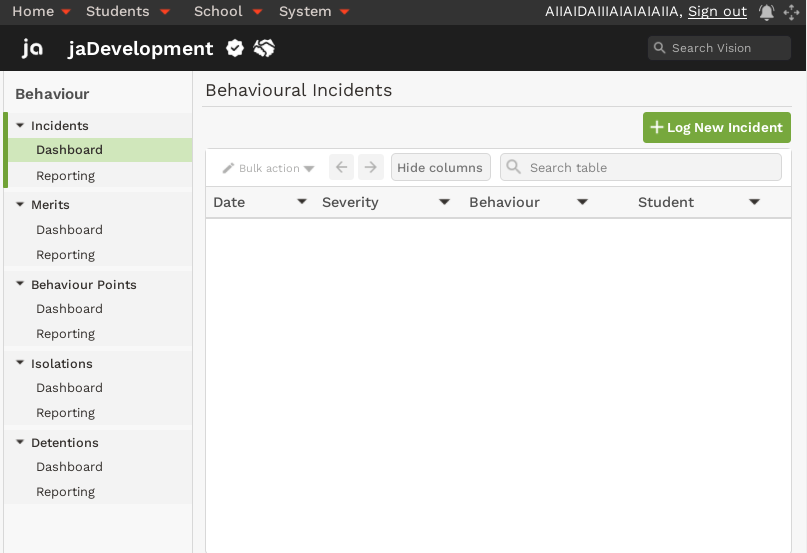 Home Students School System AIIAIDAIIIAIAIAIAIIA, Sign out
ja jaDevelopment Search Vision
Behaviour
Incidents
Dashboard
Reporting
Merits
Dashboard
Reporting
Behaviour Points
Dashboard
Reporting
Isolations
Dashboard
Reporting
Detentions
Dashboard
Reporting
Behavioural Incidents
Log New Incident
Bulk action Hide columns Search table
Date Severity Behaviour Student